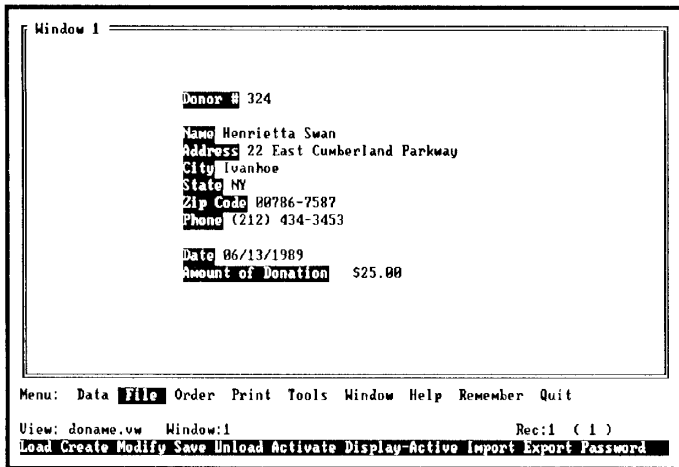 Window 1
Donor # 324
Name Henrietta Swan
Address 22 East Cumberland Parkway
City Ivanhoe
State NY
Zip Code 00786-7587
Phone (212) 434-3453
Date 06/13/1989
Amount of Donation $25.00
Menu: Data File Order Print Tools Window Help Remember Quit
View: doname.vw Window:1 Rec:1 ( 1 )
Load Create Modify Save Unload Activate Display-Active Import Export Password